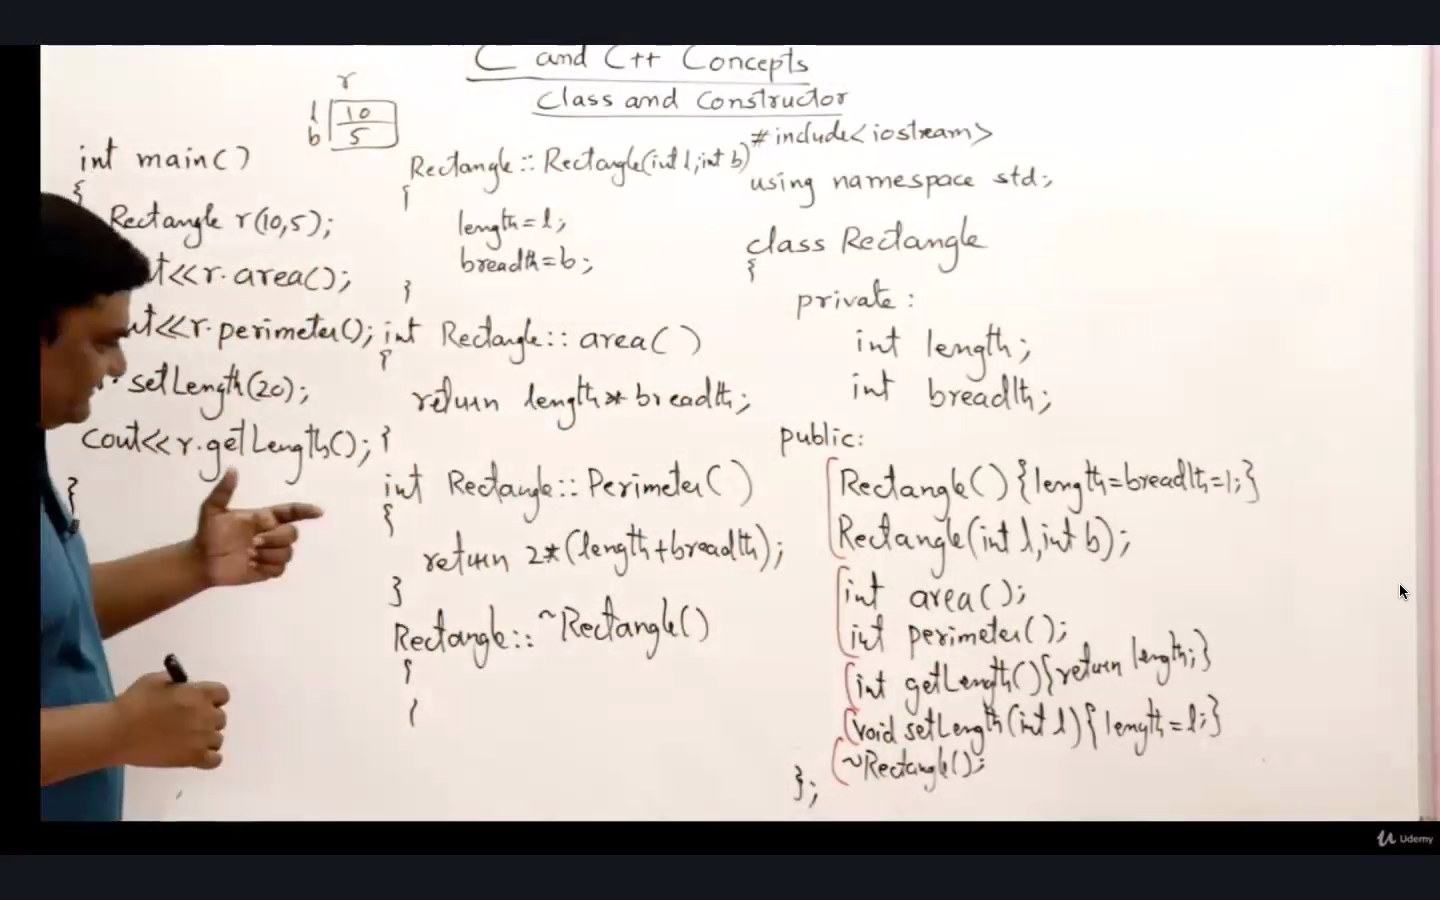 C and C++ Concepts
Class and Constructor
r
l 10
b 5
int main()
{
Rectangle r(10,5);
t<<r.area();
ut<<r.perimeter();
setLength(20);
cout<<r.getLength();
}
Rectangle::Rectangle(int l,int b)
{
length=l;
breadth=b;
}
int Rectangle::area()
{
return length*breadth;
}
int Rectangle::Perimeter()
{
return 2*(length+breadth);
}
Rectangle::~Rectangle()
{
{
#include<iostream>
using namespace std;
class Rectangle
{
private:
int length;
int breadth;
public:
Rectangle(){length=breadth=1;}
Rectangle(int l,int b);
int area();
int perimeter();
int getLength(){return length;}
void setLength(int l){length=l;}
~Rectangle();
};
Udemy